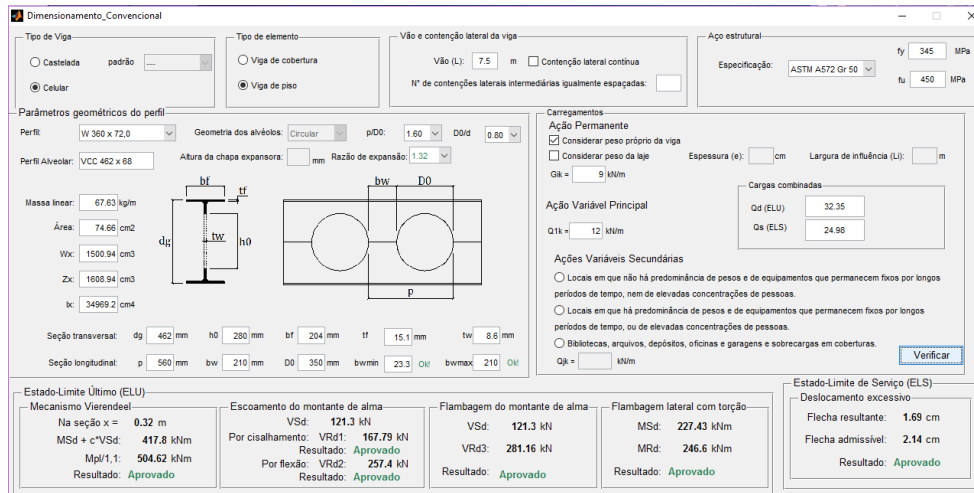 Dimensionamento_Convencional
Tipo de Viga
Castelada padrão ----
Celular
Tipo de elemento
Viga de cobertura
Viga de piso
Vão e contenção lateral da viga
Vão (L): 7.5 m Contenção lateral contínua
N° de contenções laterais intermediárias igualmente espaçadas:
Aço estrutural
Especificação: ASTM A572 Gr 50
fy 345 MPa
fu 450 MPa
Parâmetros geométricos do perfil
Perfil: W 360 x 72,0 Geometria dos alvéolos: Circular p/D0: 1.60 D0/d 0.80
Perfil Alveolar: VCC 462 x 68 Altura da chapa expansora: mm Razão de expansão: 1.32
Massa linear: 67.63 kg/m
Área: 74.66 cm2
Wx: 1500.94 cm3
Zx: 1608.94 cm3
Ix: 34969.2 cm4
bf
tf
dg
tw
h0
bw D0
p
Seção transversal: dg 462 mm h0 280 mm bf 204 mm tf 15.1 mm tw 8.6 mm
Seção longitudinal: p 560 mm bw 210 mm D0 350 mm bwmin 23.3 Ok! bwmax 210 Ok!
Carregamentos
Ação Permanente
Considerar peso próprio da viga
Considerar peso da laje Espessura (e): cm Largura de influência (Li): m
Gik = 9 kN/m
Ação Variável Principal
Q1k = 12 kN/m
Cargas combinadas
Qd (ELU) 32.35
Qs (ELS) 24.98
Ações Variáveis Secundárias
Locais em que não há predominância de pesos e de equipamentos que permanecem fixos por longos
períodos de tempo, nem de elevadas concentrações de pessoas.
Locais em que há predominância de pesos e de equipamentos que permanecem fixos por longos
períodos de tempo, ou de elevadas concentrações de pessoas.
Bibliotecas, arquivos, depósitos, oficinas e garagens e sobrecargas em coberturas.
Qjk = kN/m
Verificar
Estado-Limite Último (ELU)
Mecanismo Vierendeel
Na seção x = 0.32 m
MSd + c*VSd: 417.8 kNm
Mpl/1,1: 504.62 kNm
Resultado: Aprovado
Escoamento do montante de alma
VSd: 121.3 kN
Por cisalhamento: VRd1: 167.79 kN
Resultado: Aprovado
Por flexão: VRd2: 257.4 kN
Resultado: Aprovado
Flambagem do montante de alma
VSd: 121.3 kN
VRd3: 281.16 kN
Resultado: Aprovado
Flambagem lateral com torção
MSd: 227.43 kNm
MRd: 246.6 kNm
Resultado: Aprovado
Estado-Limite de Serviço (ELS)
Deslocamento excessivo
Flecha resultante: 1.69 cm
Flecha admissível: 2.14 cm
Resultado: Aprovado